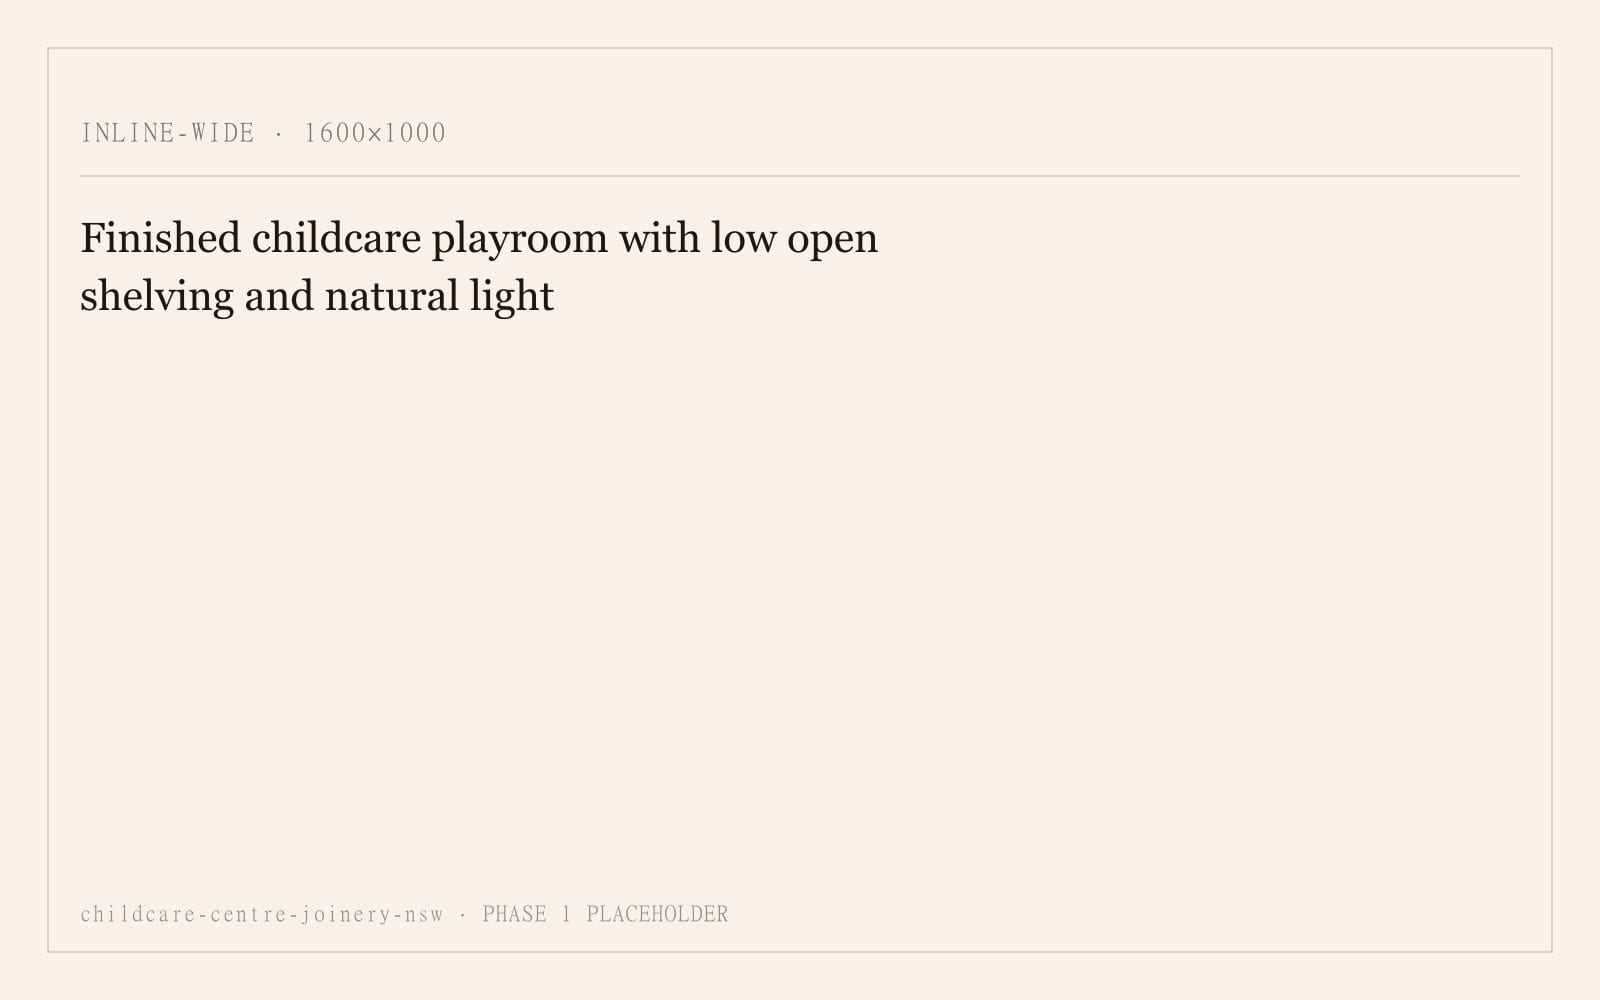 INLINE-WIDE · 1600×1000
Finished childcare playroom with low open
shelving and natural light
childcare-centre-joinery-nsw · PHASE 1 PLACEHOLDER